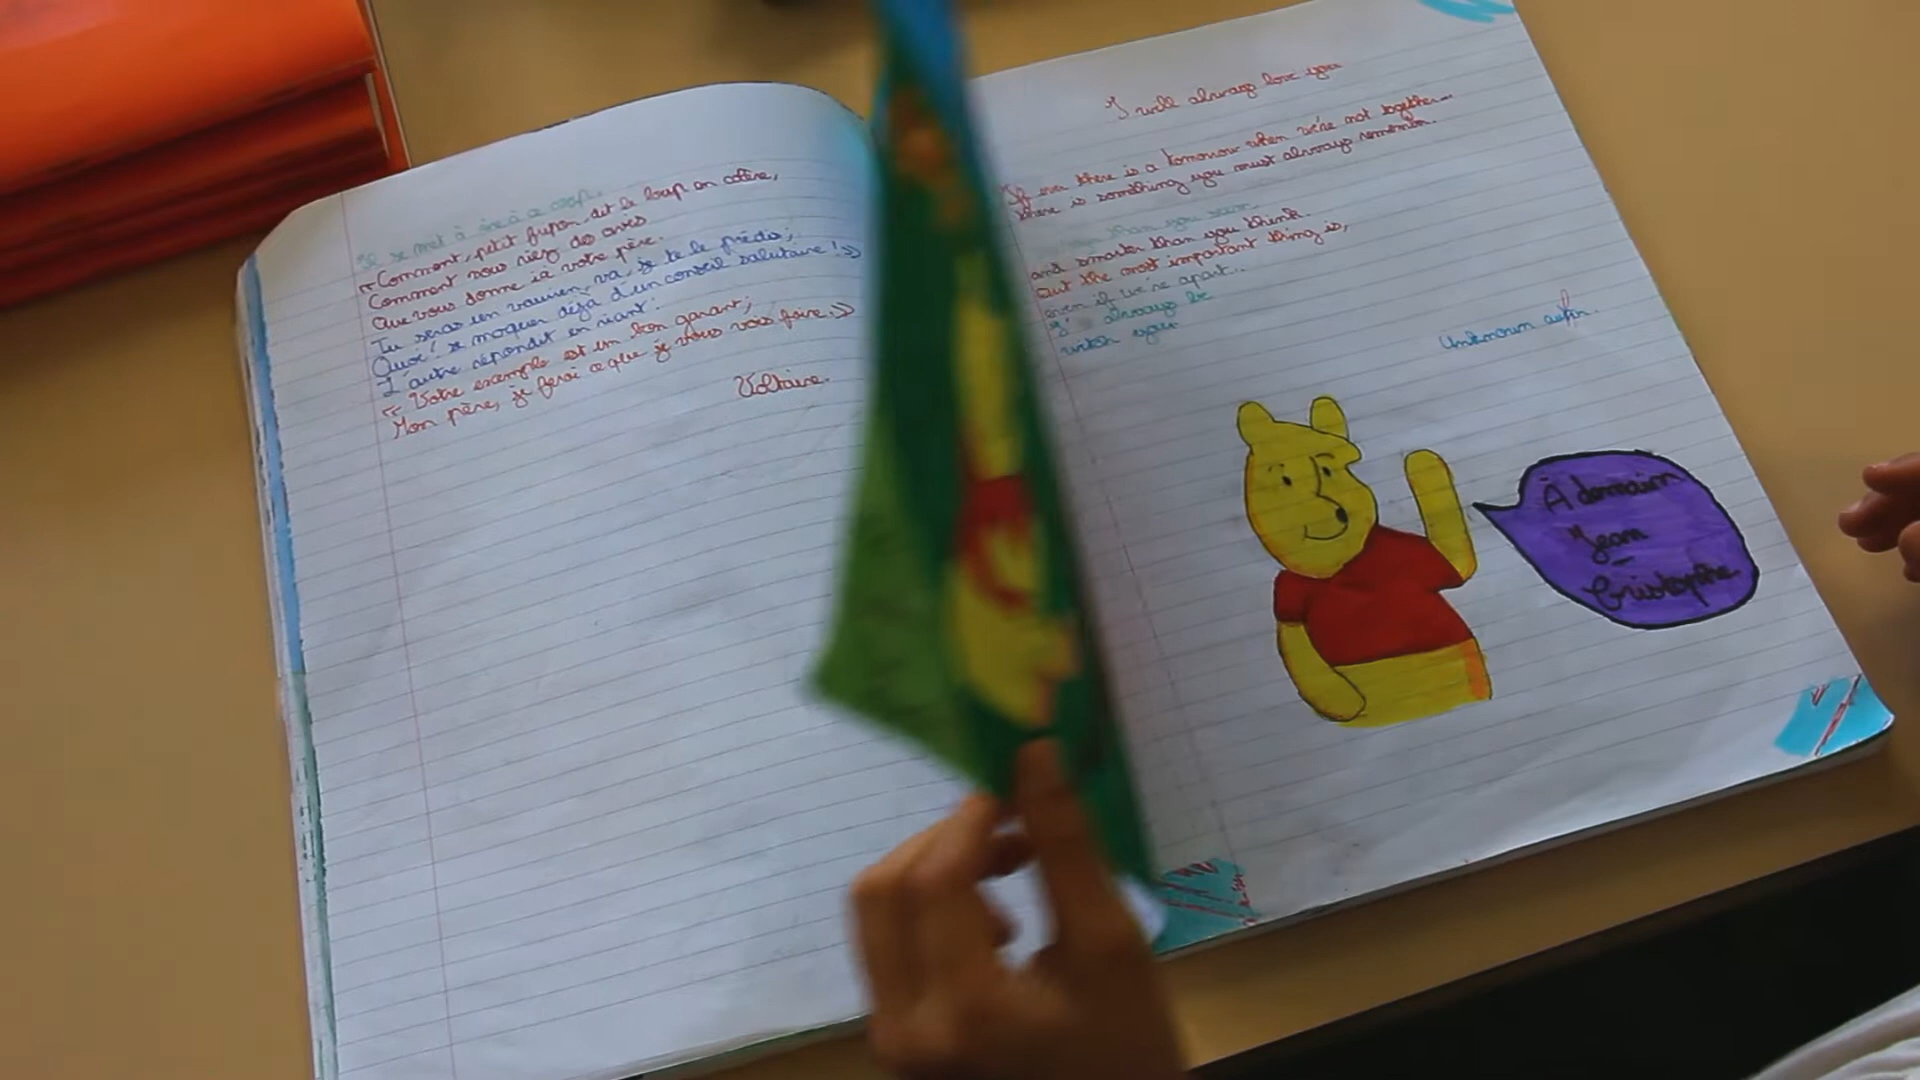 Il se met à rire à ce coup.
« Comment, petit fripon, dit le loup en colère,
Comment vous riez des avis
Que vous donne ici votre père.
Tu seras un vaurien, va, je te le prédis;
Quoi! se moquer déjà d'un conseil salutaire!»
L'autre répondit en riant:
« Votre exemple est un bon garant;
Mon père, je ferai ce que je vous vois faire.»
Voltaire.
I will always love you
If ever there is a tomorrow when we're not together...
there is something you must always remember.
than you seem
and smarter than you think.
But the most important thing is,
even if we're apart...
always be
with you
Unknown
À demain
Jean
Cristophe